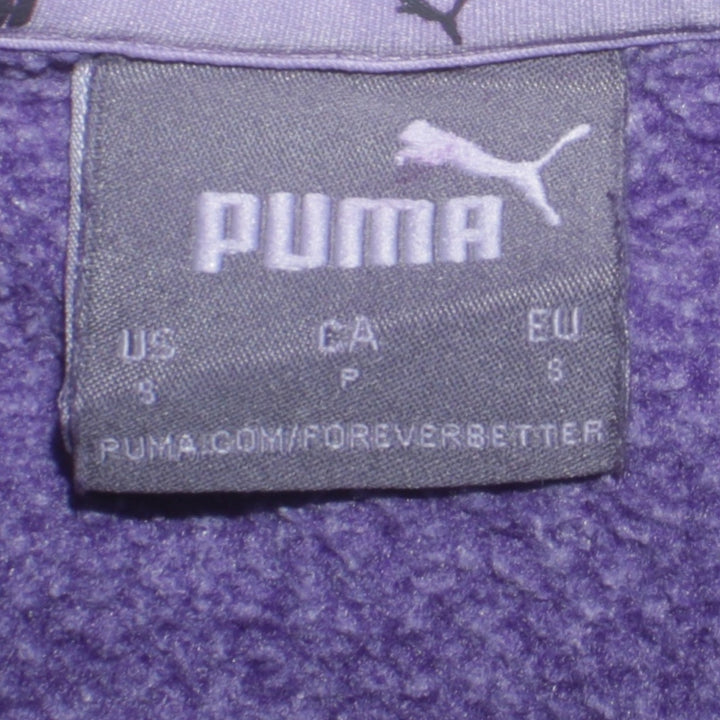 PUMA
US CA EU
S P S
PUMA.COM/FOREVERBETTER